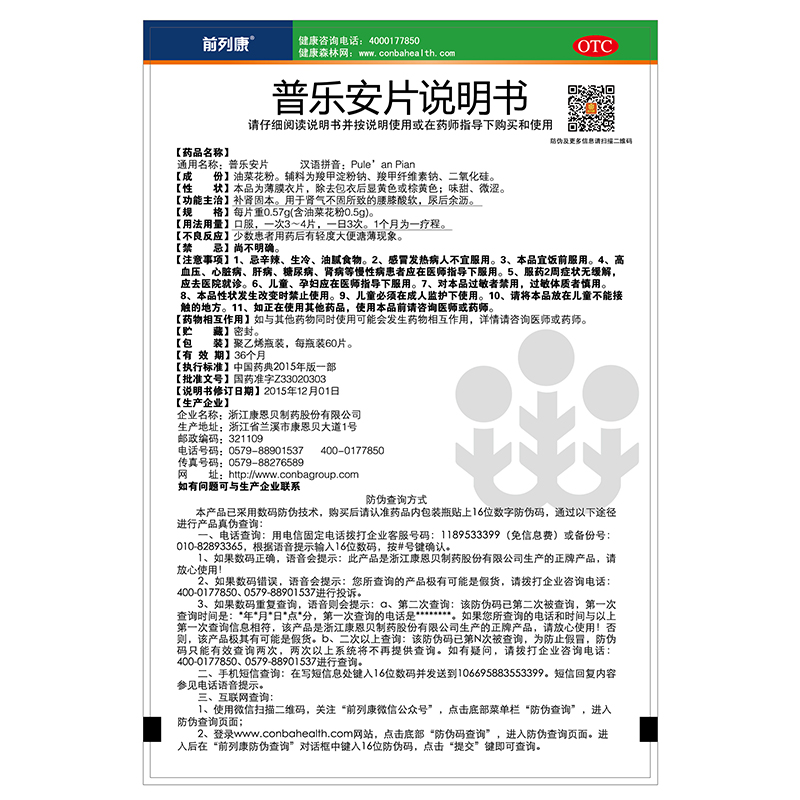 前列康®
健康咨询电话：4000177850
健康森林网：www.conbahealth.com
OTC
普乐安片说明书
请仔细阅读说明书并按说明使用或在药师指导下购买和使用
防伪及更多信息请扫描二维码
【药品名称】
通用名称：普乐安片　　汉语拼音：Pule’an Pian
【成　　份】油菜花粉。辅料为羧甲淀粉钠、羧甲纤维素钠、二氧化硅。
【性　　状】本品为薄膜衣片，除去包衣后显黄色或棕黄色；味甜、微涩。
【功能主治】补肾固本。用于肾气不固所致的腰膝酸软，尿后余沥。
【规　　格】每片重0.57g(含油菜花粉0.5g)。
【用法用量】口服，一次3～4片，一日3次。1个月为一疗程。
【不良反应】少数患者用药后有轻度大便溏薄现象。
【禁　　忌】尚不明确。
【注意事项】1、忌辛辣、生冷、油腻食物。2、感冒发热病人不宜服用。3、本品宜饭前服用。4、高
血压、心脏病、肝病、糖尿病、肾病等慢性病患者应在医师指导下服用。5、服药2周症状无缓解，
应去医院就诊。6、儿童、孕妇应在医师指导下服用。7、对本品过敏者禁用，过敏体质者慎用。
8、本品性状发生改变时禁止使用。9、儿童必须在成人监护下使用。10、请将本品放在儿童不能接
触的地方。11、如正在使用其他药品，使用本品前请咨询医师或药师。
【药物相互作用】如与其他药物同时使用可能会发生药物相互作用，详情请咨询医师或药师。
【贮　　藏】密封。
【包　　装】聚乙烯瓶装，每瓶装60片。
【有 效 期】36个月
【执行标准】中国药典2015年版一部
【批准文号】国药准字Z33020303
【说明书修订日期】2015年12月01日
【生产企业】
企业名称：浙江康恩贝制药股份有限公司
生产地址：浙江省兰溪市康恩贝大道1号
邮政编码：321109
电话号码：0579-88901537　400-0177850
传真号码：0579-88276589
网　　址：http://www.conbagroup.com
如有问题可与生产企业联系
防伪查询方式
本产品已采用数码防伪技术，购买后请认准药品内包装瓶贴上16位数字防伪码，通过以下途径
进行产品真伪查询：
一、电话查询：用电信固定电话拨打企业客服号码：1189533399（免信息费）或备份号：
010-82893365，根据语音提示输入16位数码，按#号键确认。
1、如果数码正确，语音会提示：此产品是浙江康恩贝制药股份有限公司生产的正牌产品，请
放心使用！
2、如果数码错误，语音会提示：您所查询的产品极有可能是假货，请拨打企业咨询电话：
400-0177850、0579-88901537进行投诉。
3、如果数码重复查询，语音则会提示：a、第二次查询：该防伪码已第二次被查询，第一次
查询时间是：*年*月*日*点*分，第一次查询的电话是********。如果您所查询的电话和时间与以上
第一次查询信息相符，该产品是浙江康恩贝制药股份有限公司生产的正牌产品，请放心使用！否
则，该产品极其有可能是假货。b、二次以上查询：该防伪码已第N次被查询，为防止假冒，防伪
码只能有效查询两次，两次以上系统将不再提供查询。如有疑问，请拨打企业咨询电话：
400-0177850、0579-88901537进行查询。
二、手机短信查询：在写短信息处键入16位数码并发送到106695883553399。短信回复内容
参见电话语音提示。
三、互联网查询：
1、使用微信扫描二维码，关注“前列康微信公众号”，点击底部菜单栏“防伪查询”，进入
防伪查询页面；
2、登录www.conbahealth.com网站，点击底部“防伪码查询”，进入防伪查询页面。进
入后在“前列康防伪查询”对话框中键入16位防伪码，点击“提交”键即可查询。